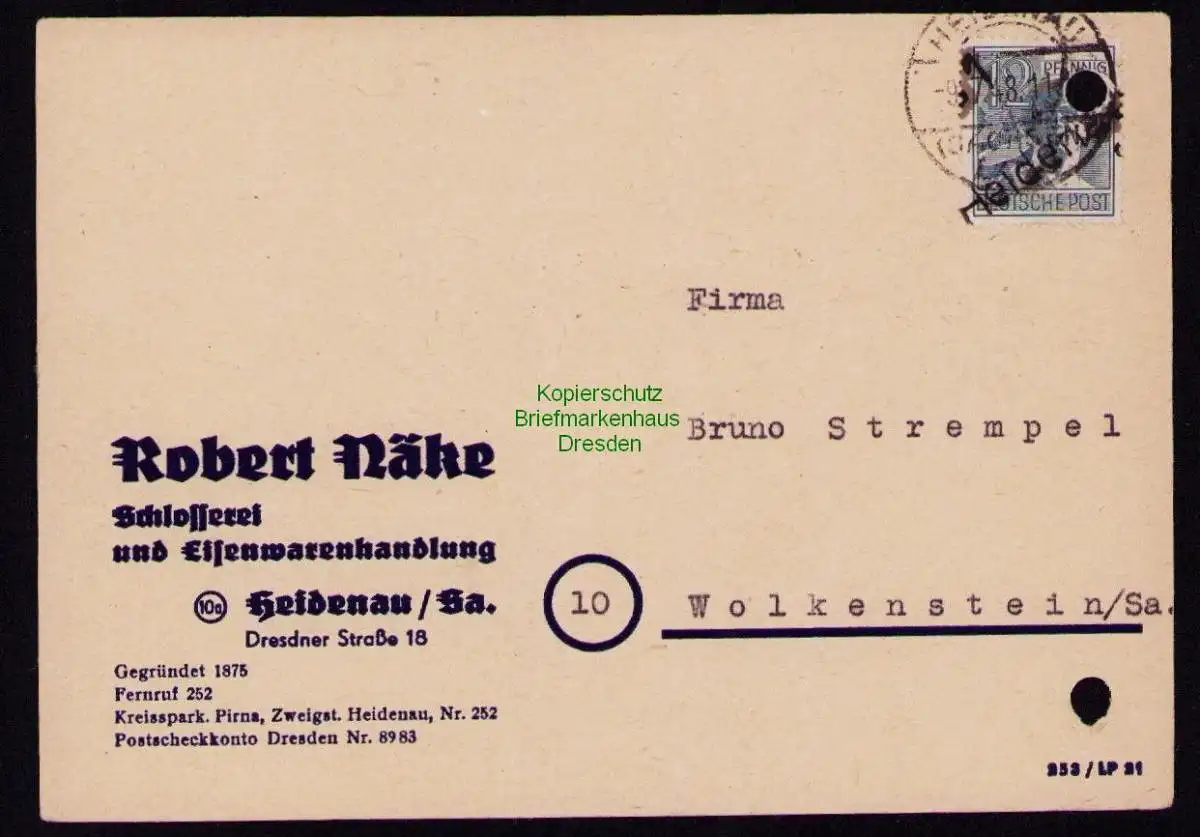 HEIDENAU
12 PFENNIG
DEUTSCHE POST
Firma
Kopierschutz
Briefmarkenhaus
Dresden
Bruno Strempel
Robert Näke
Schlosserei
und Eisenwarenhandlung
10a Heidenau/Sa.
Dresdner Straße 18
10
Wolkenstein/Sa.
Gegründet 1875
Fernruf 252
Kreisspark. Pirna, Zweigst. Heidenau, Nr. 252
Postscheckkonto Dresden Nr. 8983
253/LP 21